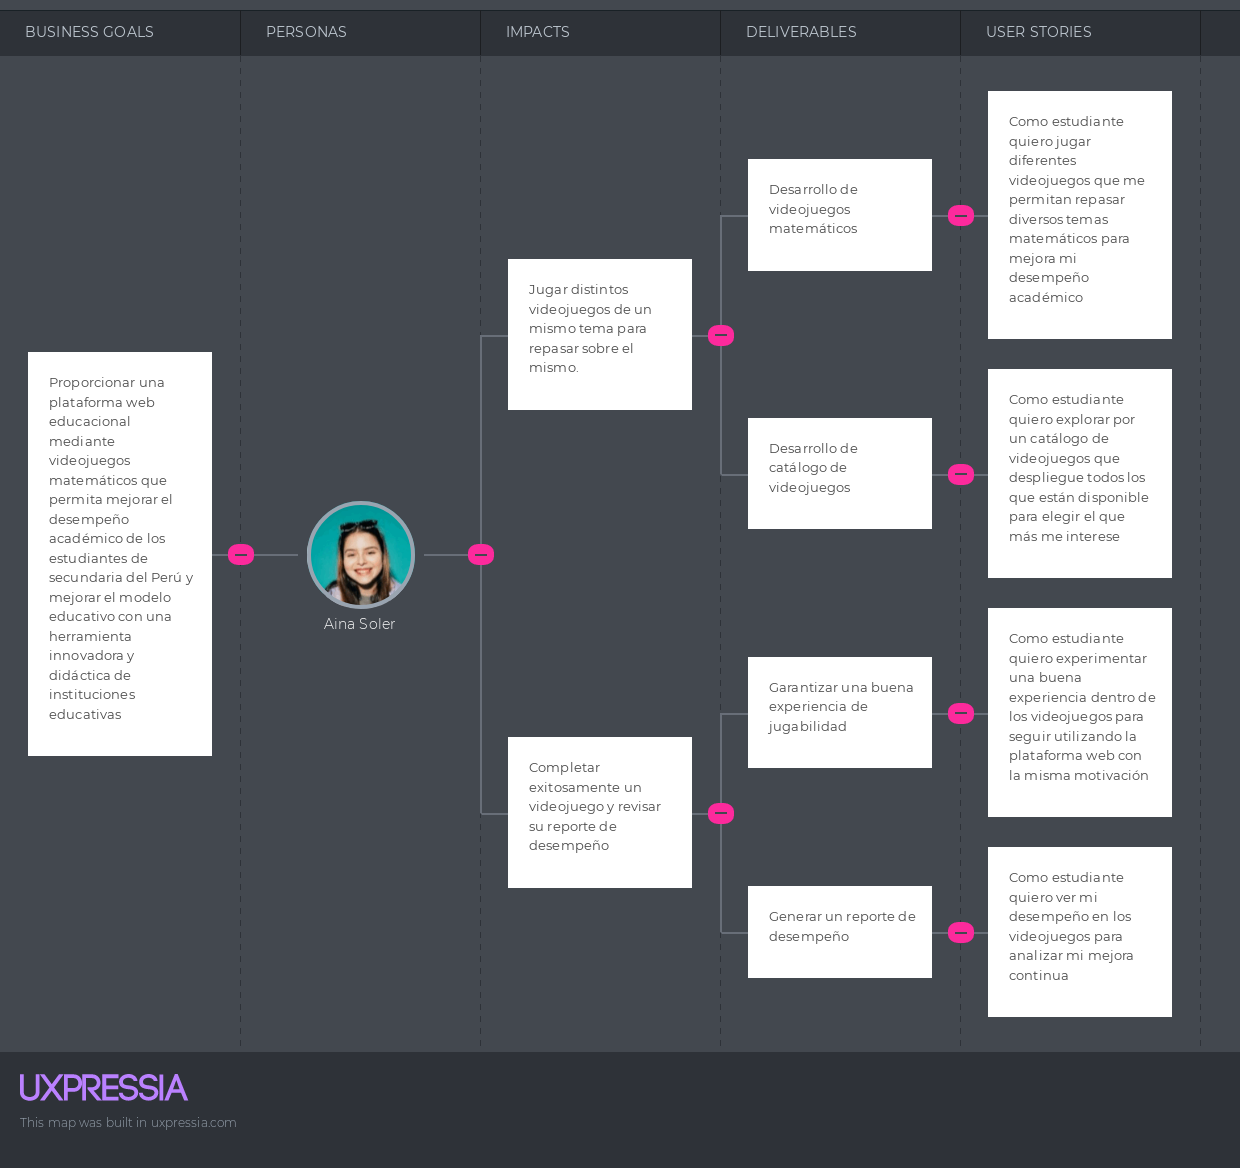 BUSINESS GOALS
PERSONAS
IMPACTS
DELIVERABLES
USER STORIES
Proporcionar una
plataforma web
educacional
mediante
videojuegos
matemáticos que
permita mejorar el
desempeño
académico de los
estudiantes de
secundaria del Perú y
mejorar el modelo
educativo con una
herramienta
innovadora y
didáctica de
instituciones
educativas
Aina Soler
Jugar distintos
videojuegos de un
mismo tema para
repasar sobre el
mismo.
Completar
exitosamente un
videojuego y revisar
su reporte de
desempeño
Desarrollo de
videojuegos
matemáticos
Desarrollo de
catálogo de
videojuegos
Garantizar una buena
experiencia de
jugabilidad
Generar un reporte de
desempeño
Como estudiante
quiero jugar
diferentes
videojuegos que me
permitan repasar
diversos temas
matemáticos para
mejora mi
desempeño
académico
Como estudiante
quiero explorar por
un catálogo de
videojuegos que
despliegue todos los
que están disponible
para elegir el que
más me interese
Como estudiante
quiero experimentar
una buena
experiencia dentro de
los videojuegos para
seguir utilizando la
plataforma web con
la misma motivación
Como estudiante
quiero ver mi
desempeño en los
videojuegos para
analizar mi mejora
continua
UXPRESSIA
This map was built in uxpressia.com